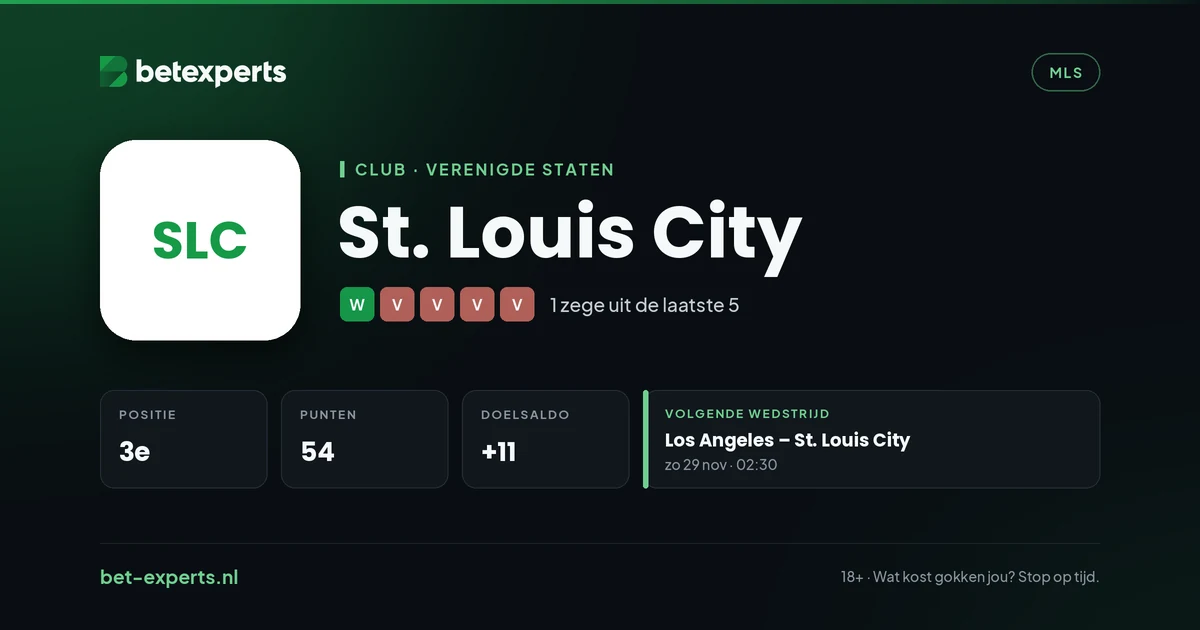 betexperts
MLS
SLC
CLUB · VERENIGDE STATEN
St. Louis City
W V V V V 1 zege uit de laatste 5
POSITIE
3e
PUNTEN
54
DOELSALDO
+11
VOLGENDE WEDSTRIJD
Los Angeles – St. Louis City
zo 29 nov · 02:30
bet-experts.nl
18+ · Wat kost gokken jou? Stop op tijd.